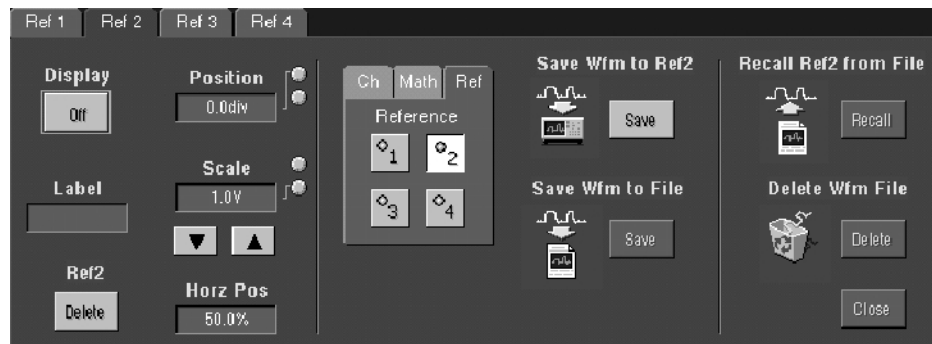 Ref 1 Ref 2 Ref 3 Ref 4
Display
Off
Label
Ref2
Delete
Position
0.0div
Scale
1.0V
Horz Pos
50.0%
Ch Math Ref
Reference
1 2
3 4
Save Wfm to Ref2
Save
Save Wfm to File
Save
Recall Ref2 from File
Recall
Delete Wfm File
Delete
Close